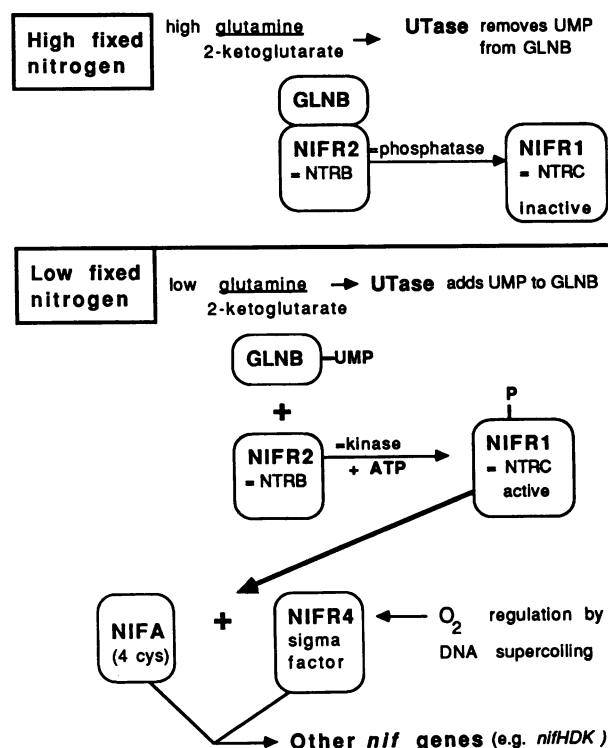 High fixed
nitrogen
high glutamine
2-ketoglutarate
UTase removes UMP
from GLNB
GLNB
NIFR2
= NTRB
=phosphatase
NIFR1
= NTRC
inactive
Low fixed
nitrogen
low glutamine
2-ketoglutarate
UTase adds UMP to GLNB
GLNB UMP
+
NIFR2
= NTRB
=kinase
+ ATP
P
NIFR1
= NTRC
active
NIFA
(4 cys)
+
NIFR4
sigma
factor
O2 regulation by
DNA supercoiling
Other nif genes (e.g. nifHDK)